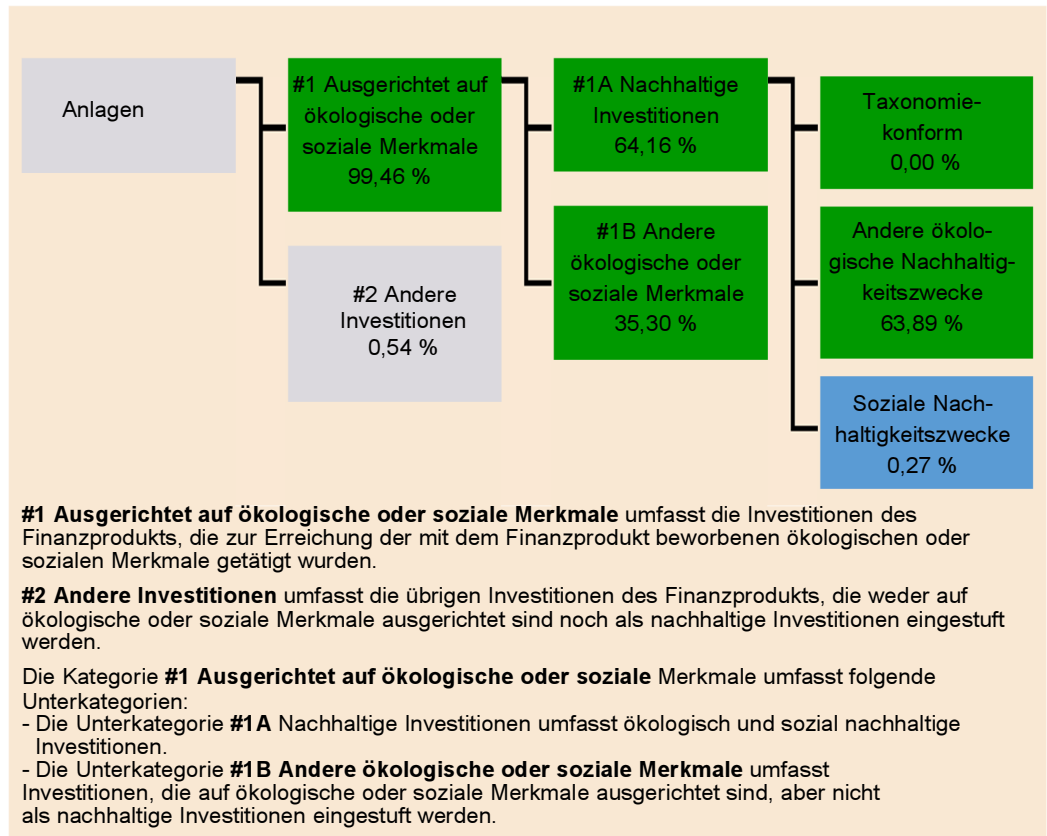 Anlagen
#1 Ausgerichtet auf
ökologische oder
soziale Merkmale
99,46 %
#2 Andere
Investitionen
0,54 %
#1A Nachhaltige
Investitionen
64,16 %
#1B Andere
ökologische oder
soziale Merkmale
35,30 %
Taxonomie-
konform
0,00 %
Andere ökolo-
gische Nachhaltig-
keitszwecke
63,89 %
Soziale Nach-
haltigkeitszwecke
0,27 %
#1 Ausgerichtet auf ökologische oder soziale Merkmale umfasst die Investitionen des
Finanzprodukts, die zur Erreichung der mit dem Finanzprodukt beworbenen ökologischen oder
sozialen Merkmale getätigt wurden.
#2 Andere Investitionen umfasst die übrigen Investitionen des Finanzprodukts, die weder auf
ökologische oder soziale Merkmale ausgerichtet sind noch als nachhaltige Investitionen eingestuft
werden.
Die Kategorie #1 Ausgerichtet auf ökologische oder soziale Merkmale umfasst folgende
Unterkategorien:
- Die Unterkategorie #1A Nachhaltige Investitionen umfasst ökologisch und sozial nachhaltige
Investitionen.
- Die Unterkategorie #1B Andere ökologische oder soziale Merkmale umfasst
Investitionen, die auf ökologische oder soziale Merkmale ausgerichtet sind, aber nicht
als nachhaltige Investitionen eingestuft werden.